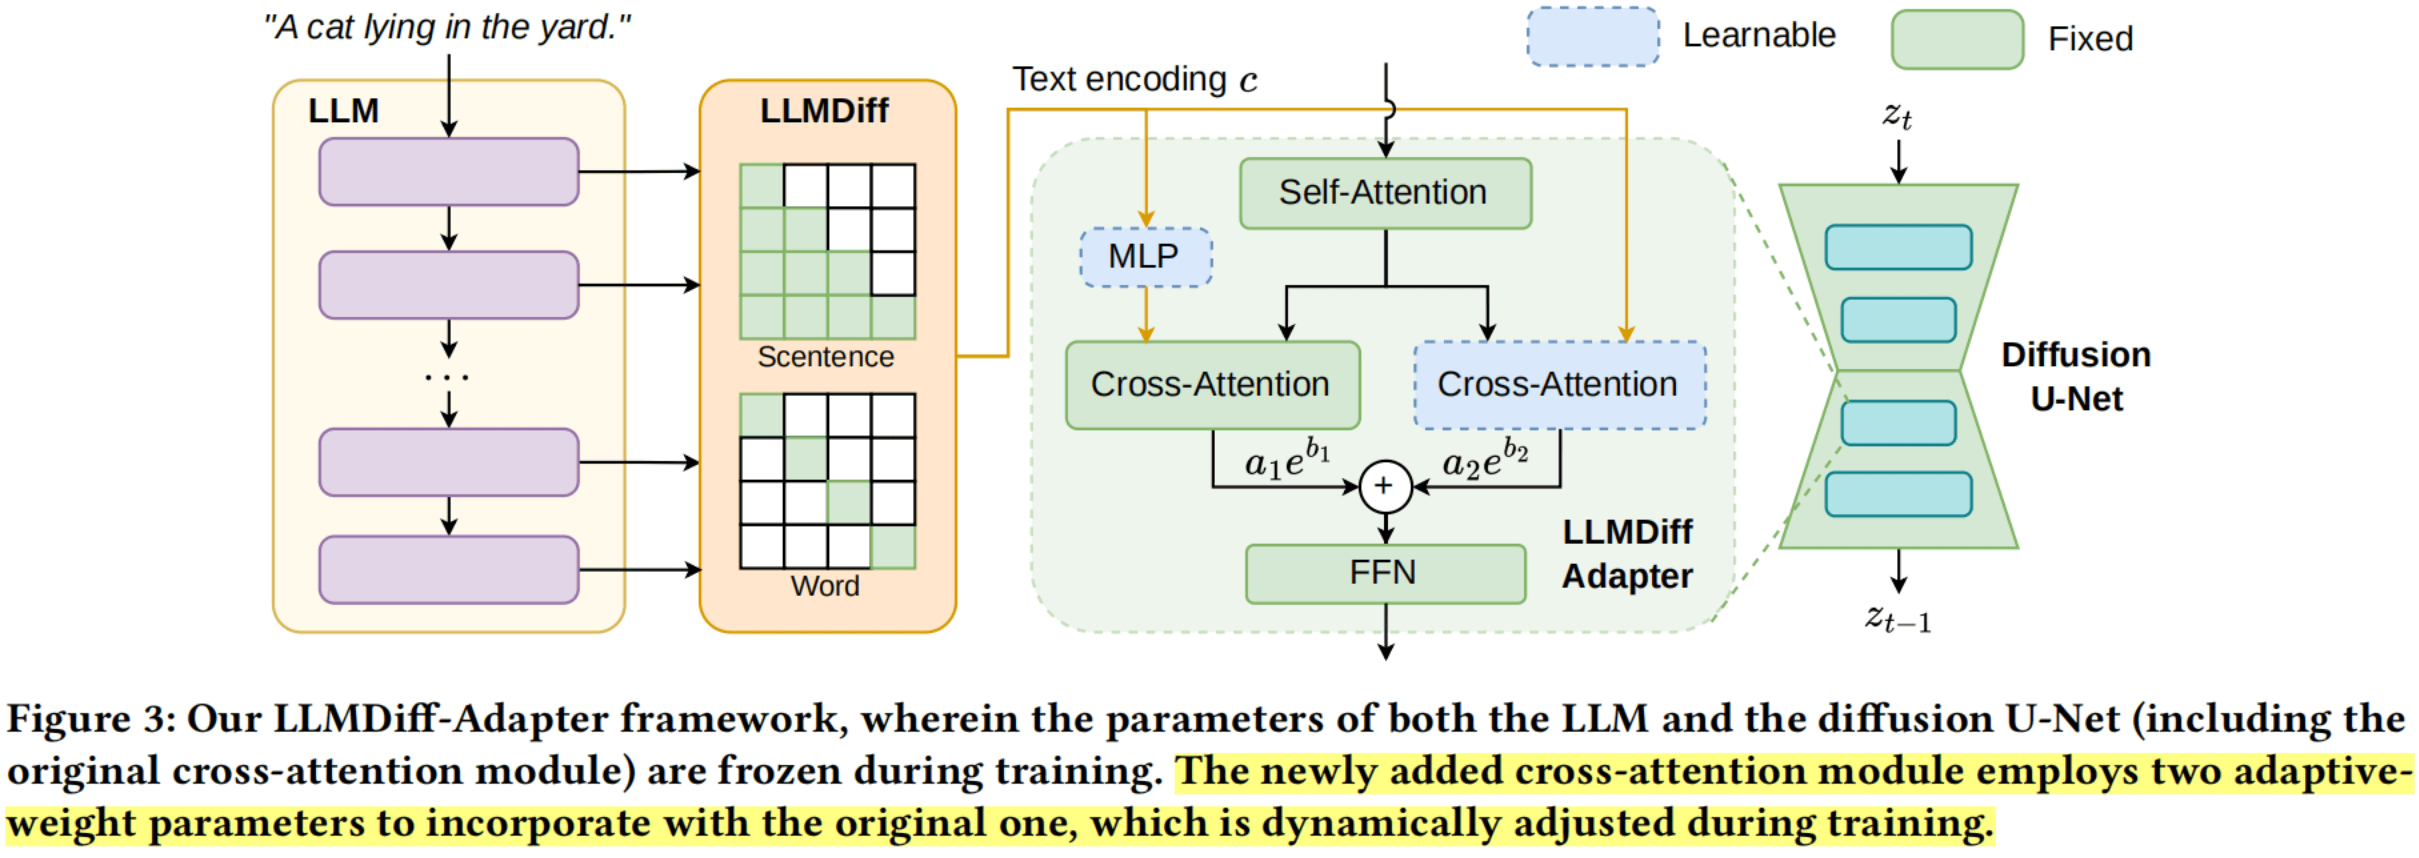 "A cat lying in the yard."
LLM
...
LLMDiff
Scentence
Word
Text encoding c
Learnable
Fixed
Self-Attention
MLP
Cross-Attention
Cross-Attention
a₁e^{b₁}
a₂e^{b₂}
+
FFN
LLMDiff
Adapter
z_t
Diffusion
U-Net
z_{t−1}
Figure 3: Our LLMDiff-Adapter framework, wherein the parameters of both the LLM and the diffusion U-Net (including the
original cross-attention module) are frozen during training. The newly added cross-attention module employs two adaptive-
weight parameters to incorporate with the original one, which is dynamically adjusted during training.